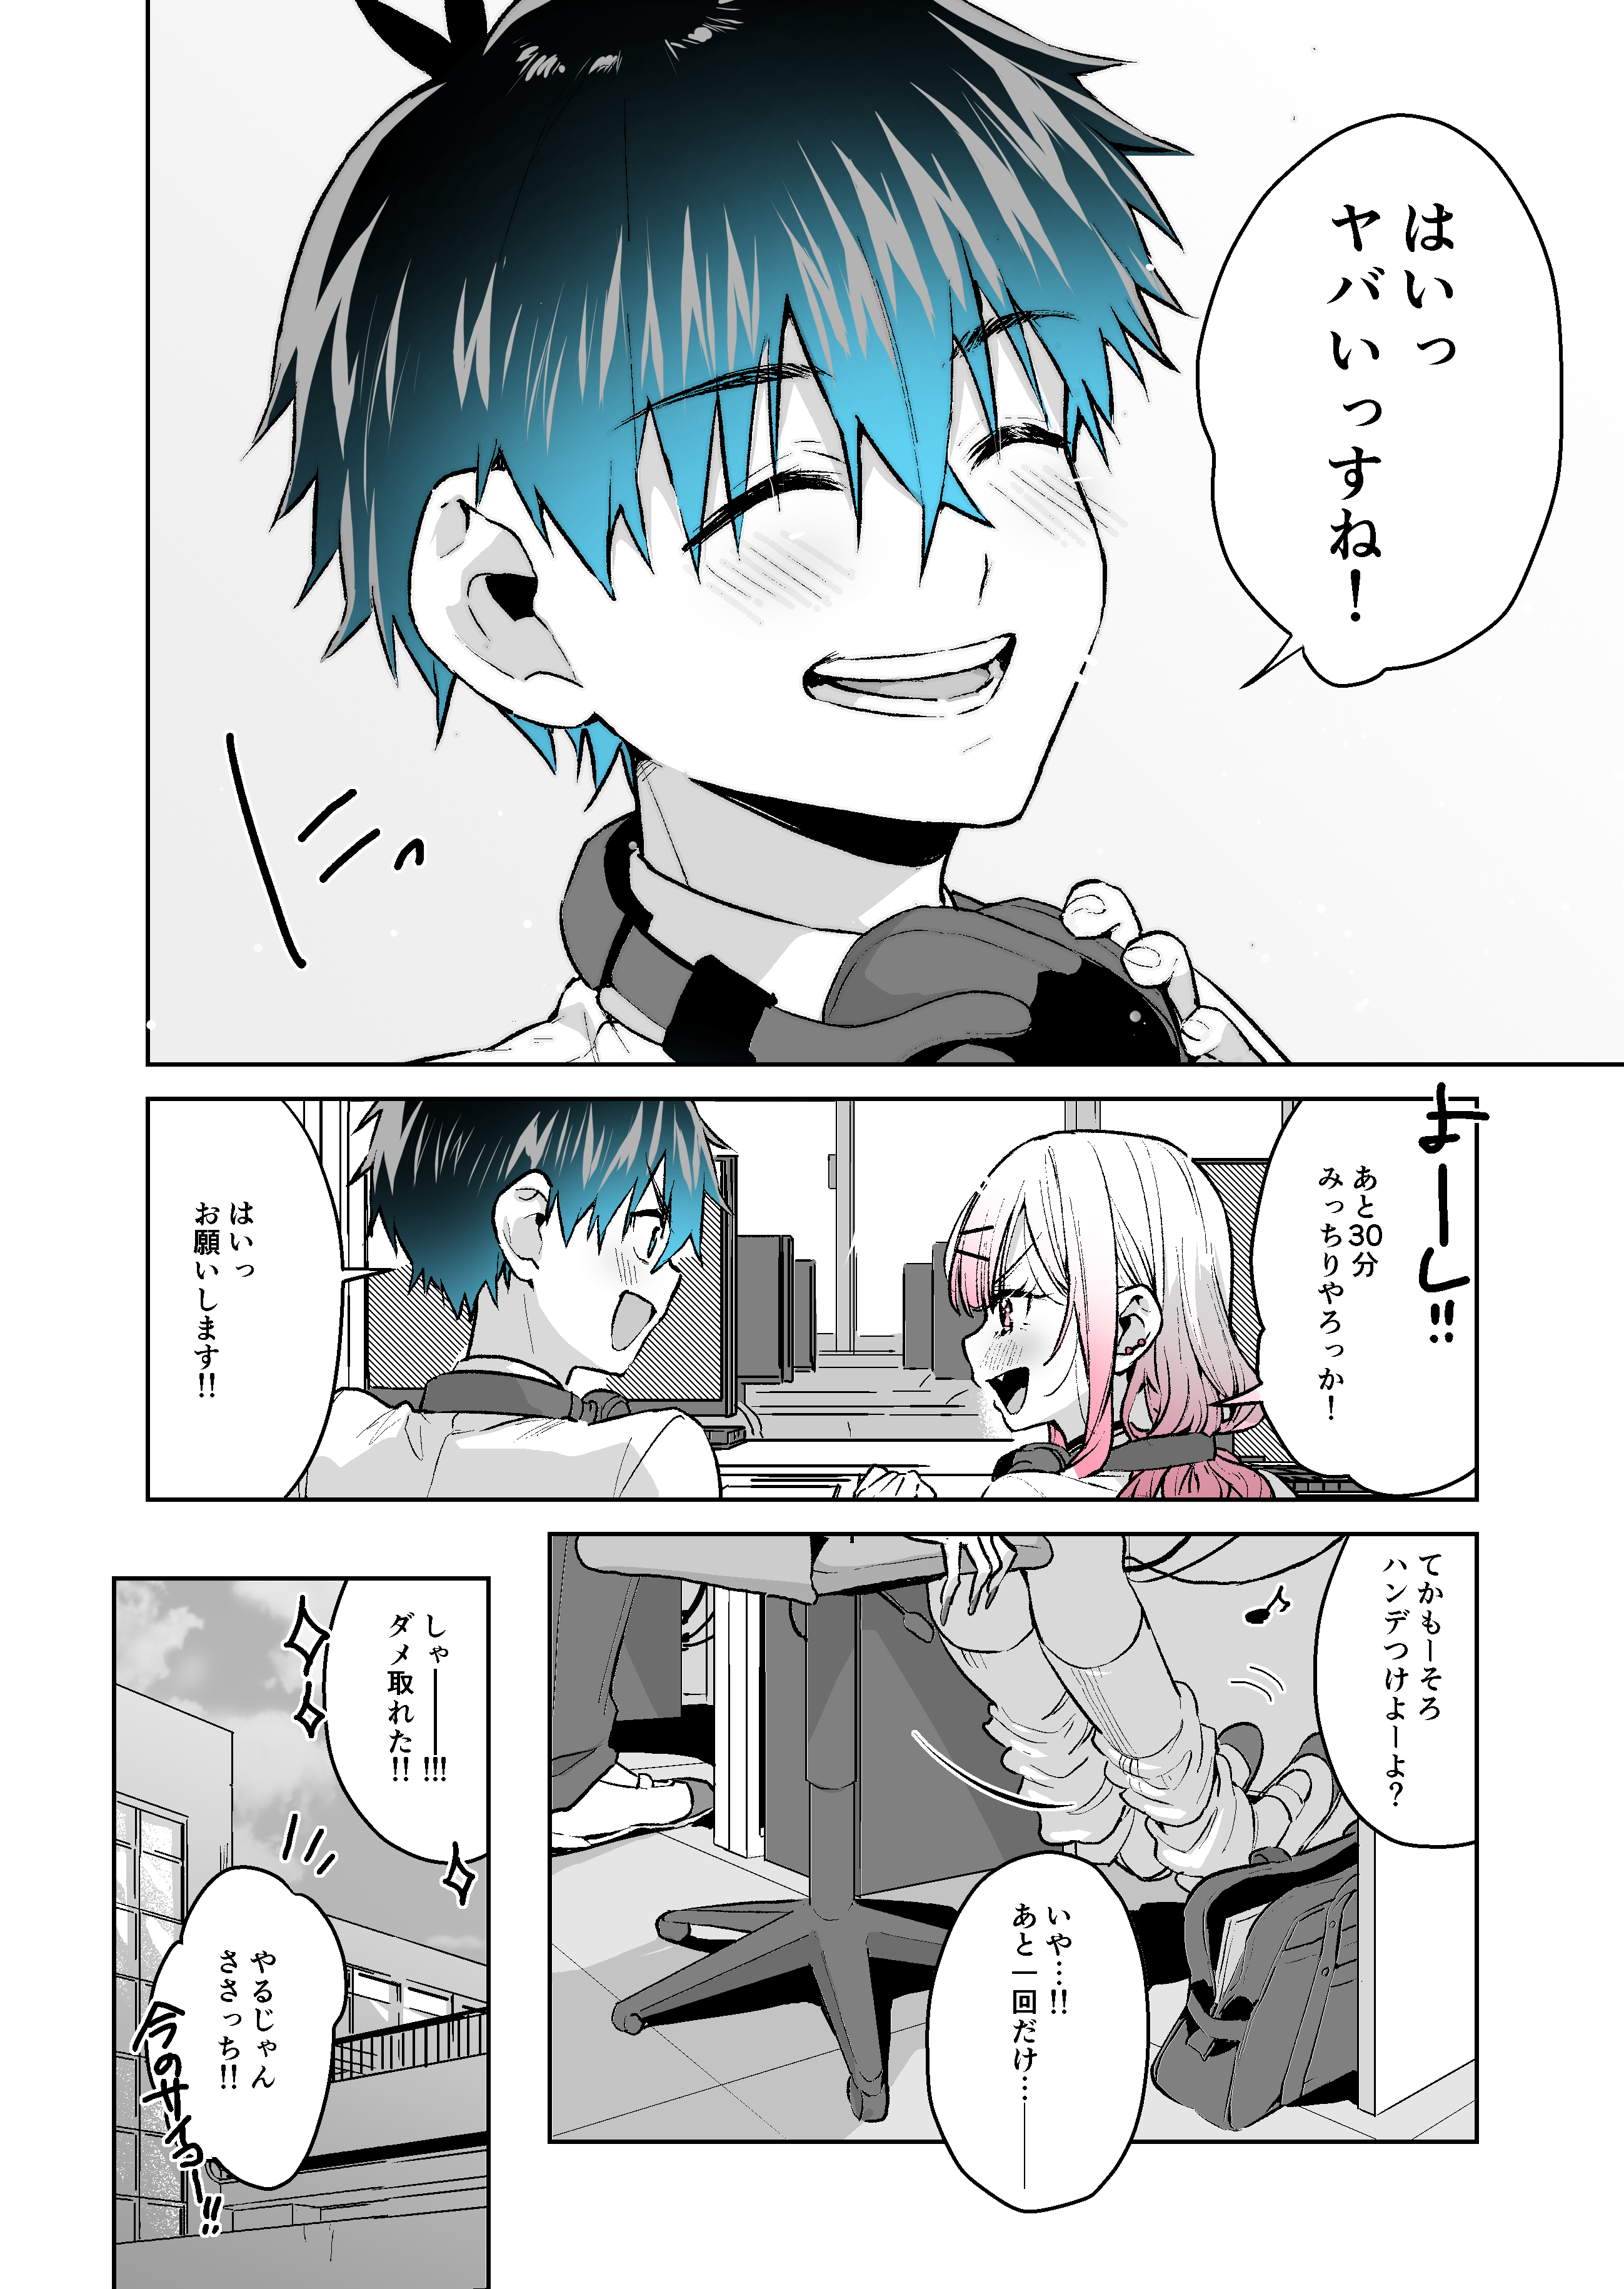 はいっ
ヤバいっすね！
よーし!!
あと30分
みっちりやろっか！
はいっ
お願いします!!
てかもーそろ
ハンデつけよーよ？
いや…!!
あと一回だけ…――
しゃ――!!!
ダメ取れた!!
やるじゃん
ささっち!!
今のサイコー!!